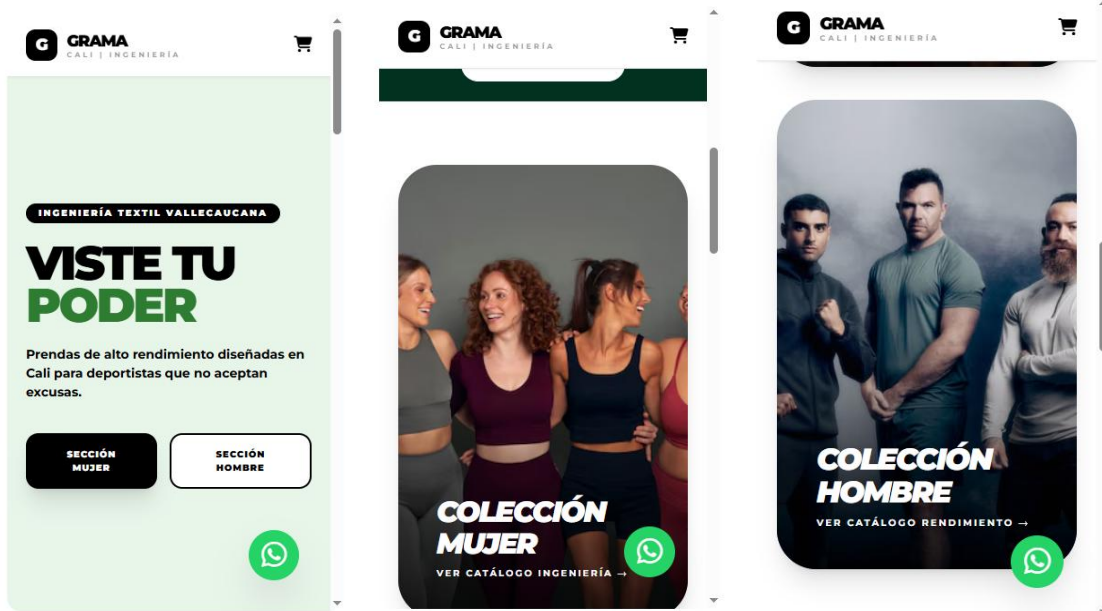 G GRAMA
CALI | INGENIERÍA
INGENIERÍA TEXTIL VALLECAUCANA
VISTE TU
PODER
Prendas de alto rendimiento diseñadas en
Cali para deportistas que no aceptan
excusas.
SECCIÓN
MUJER
SECCIÓN
HOMBRE
G GRAMA
CALI | INGENIERÍA
COLECCIÓN
MUJER
VER CATÁLOGO INGENIERÍA →
G GRAMA
CALI | INGENIERÍA
COLECCIÓN
HOMBRE
VER CATÁLOGO RENDIMIENTO →